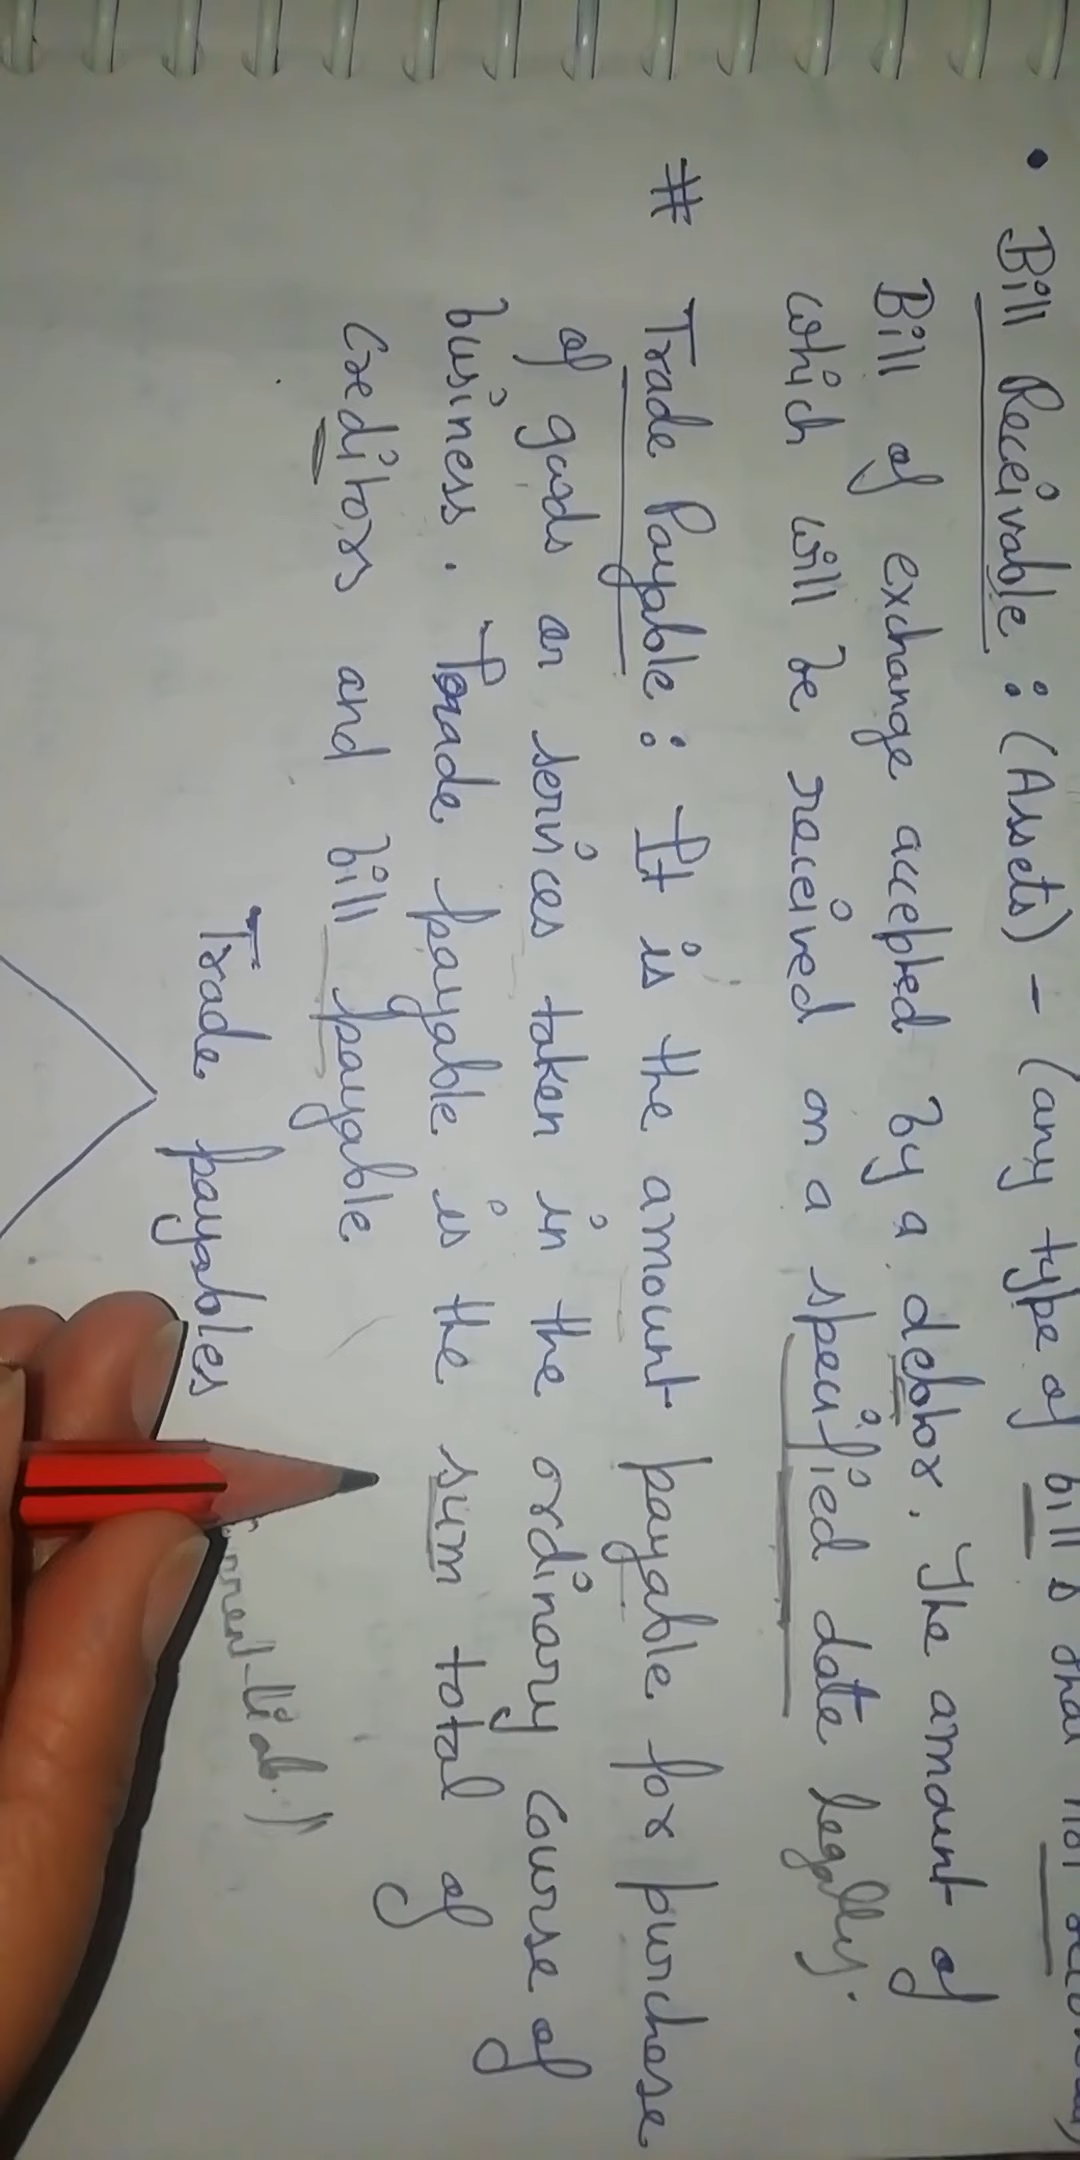 • Bill Receivable : (Assets) - (any type of bill
Bill of exchange accepted by a debtor. The amount of
which will be received on a specified date legally.
# Trade Payable : It is the amount payable for purchase
of goods or services taken in the ordinary course of
business. Trade payable is the sum total of
Creditors and bill payable
Trade payables